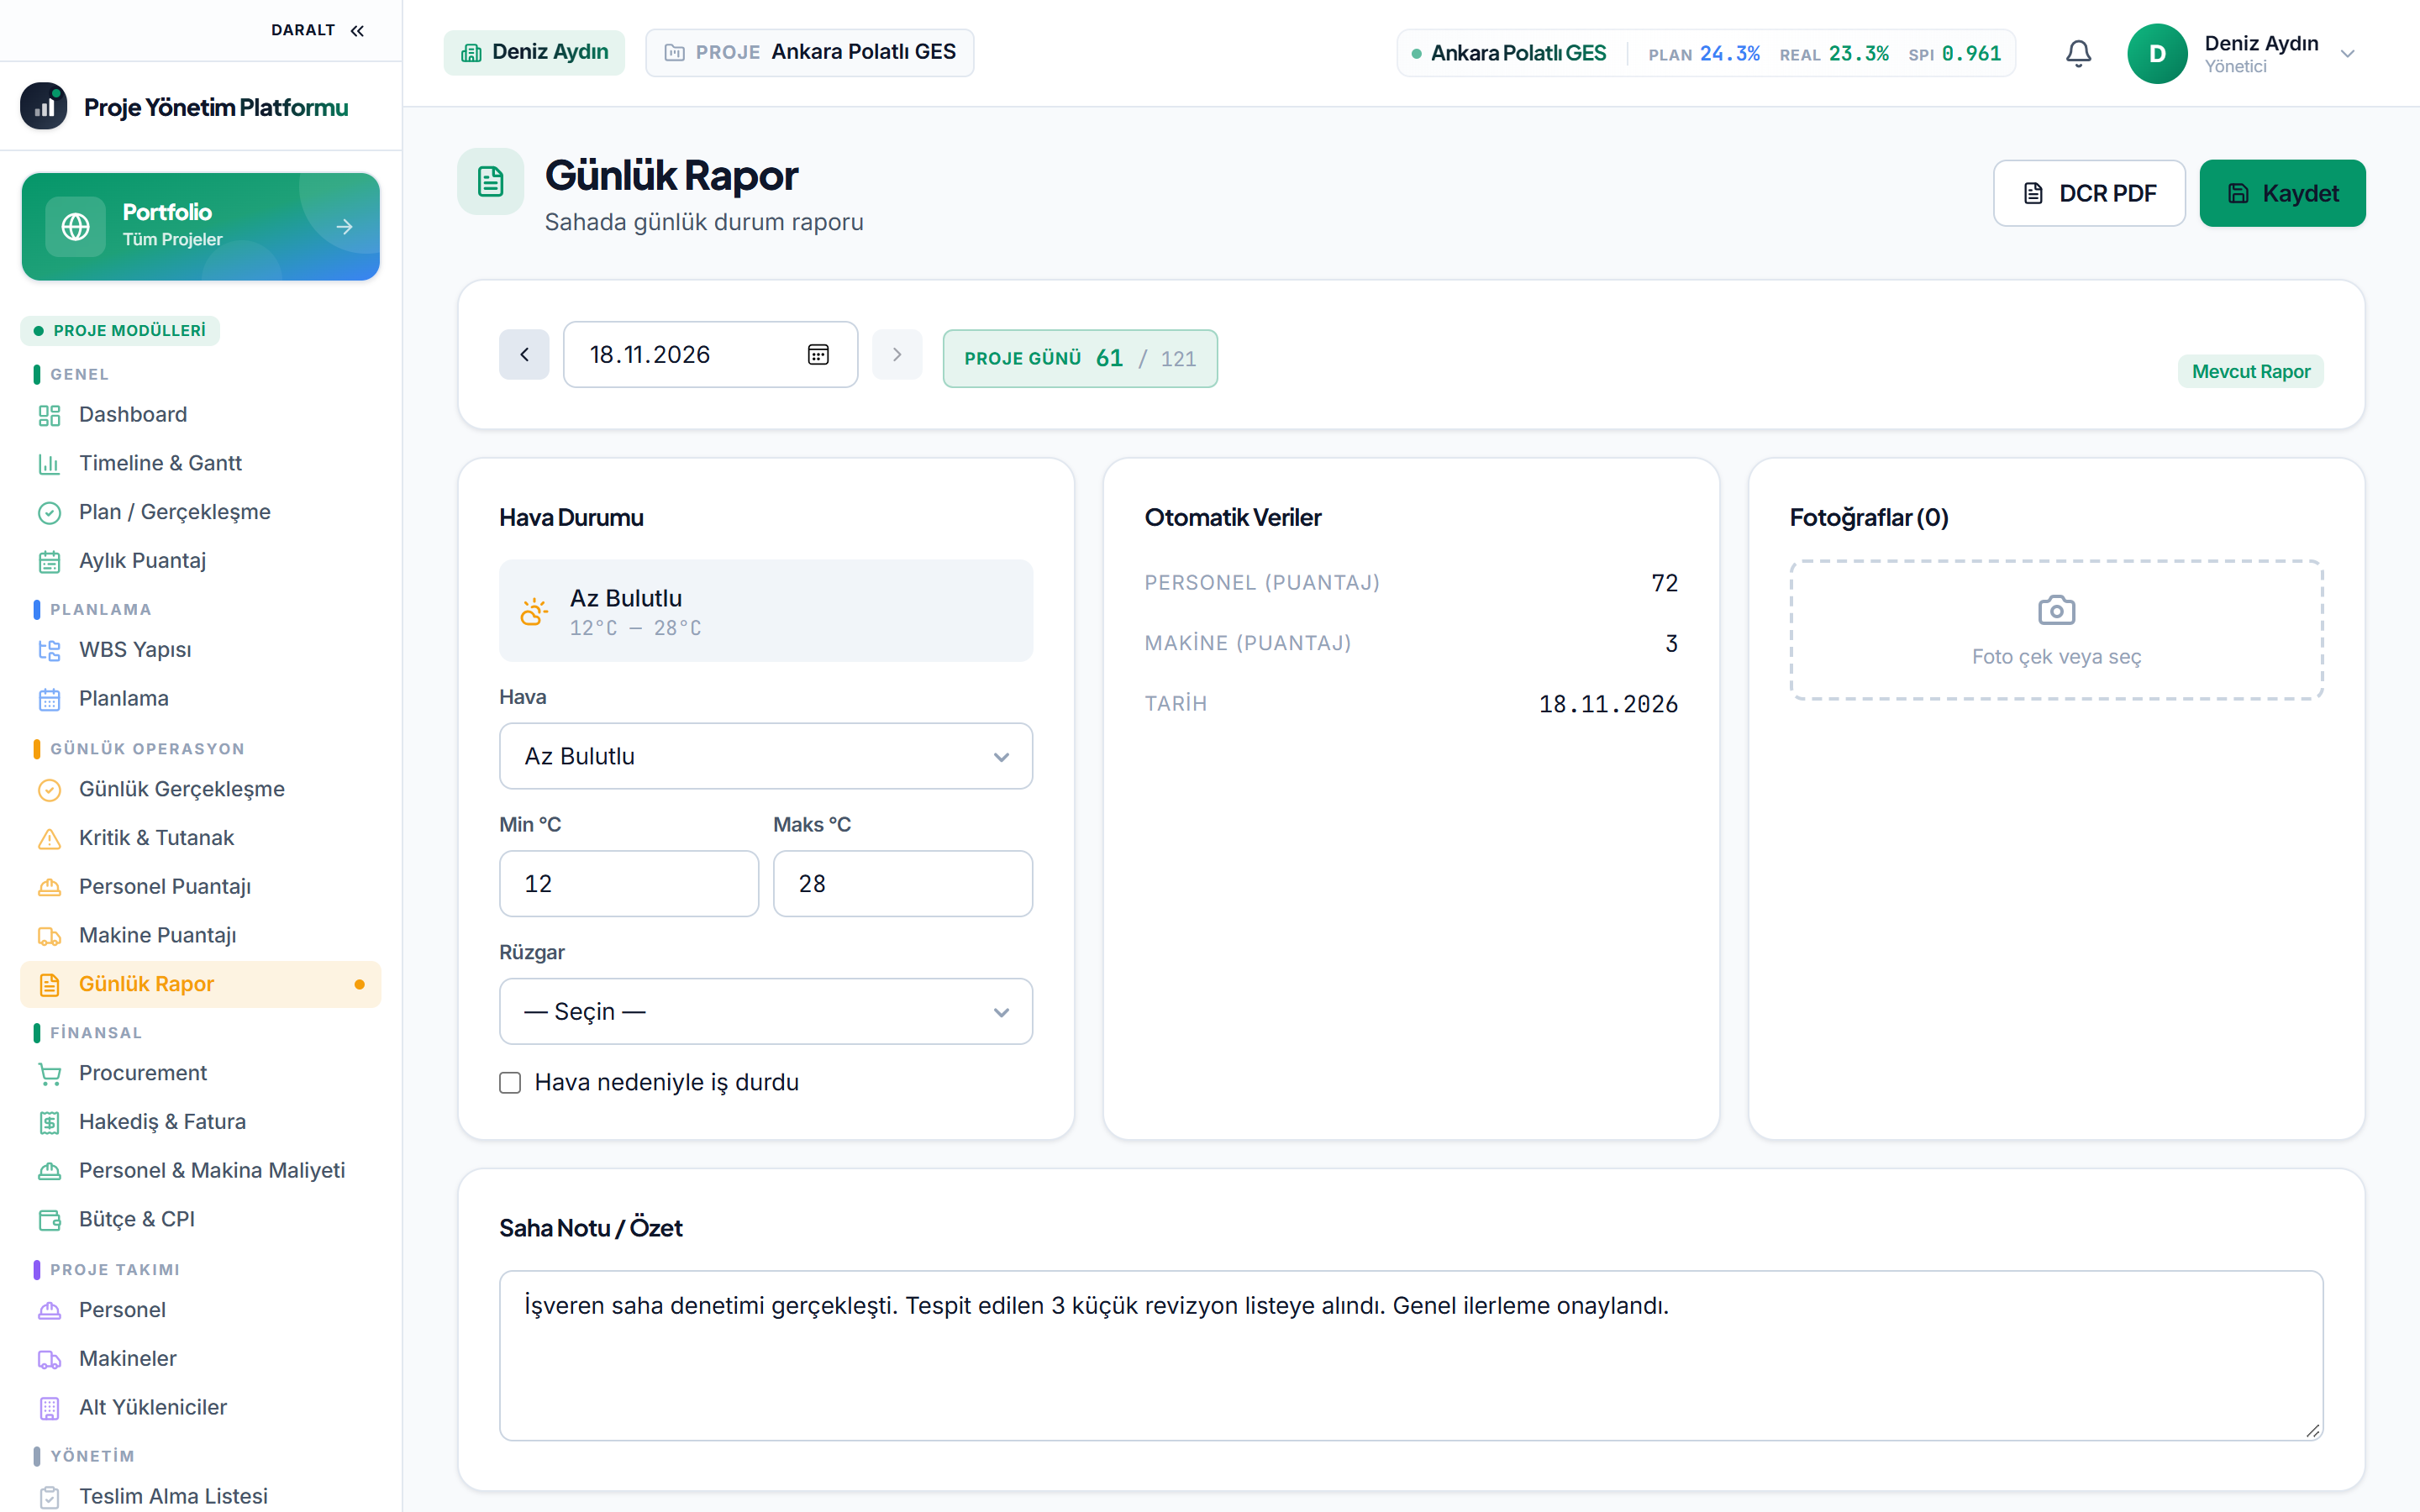 DARALT
Proje Yönetim Platformu
Portfolio
Tüm Projeler
PROJE MODÜLLERİ
GENEL
Dashboard
Timeline & Gantt
Plan / Gerçekleşme
Aylık Puantaj
PLANLAMA
WBS Yapısı
Planlama
GÜNLÜK OPERASYON
Günlük Gerçekleşme
Kritik & Tutanak
Personel Puantajı
Makine Puantajı
Günlük Rapor
FİNANSAL
Procurement
Hakediş & Fatura
Personel & Makina Maliyeti
Bütçe & CPI
PROJE TAKIMI
Personel
Makineler
Alt Yükleniciler
YÖNETİM
Teslim Alma Listesi
Deniz Aydın
PROJE Ankara Polatlı GES
Ankara Polatlı GES PLAN 24.3% REAL 23.3% SPI 0.961
D
Deniz Aydın
Yönetici
Günlük Rapor
Sahada günlük durum raporu
DCR PDF
Kaydet
18.11.2026
PROJE GÜNÜ 61 / 121
Mevcut Rapor
Hava Durumu
Az Bulutlu
12°C — 28°C
Hava
Az Bulutlu
Min °C Maks °C
12 28
Rüzgar
— Seçin —
Hava nedeniyle iş durdu
Otomatik Veriler
PERSONEL (PUANTAJ) 72
MAKİNE (PUANTAJ) 3
TARİH 18.11.2026
Fotoğraflar (0)
Foto çek veya seç
Saha Notu / Özet
İşveren saha denetimi gerçekleşti. Tespit edilen 3 küçük revizyon listeye alındı. Genel ilerleme onaylandı.